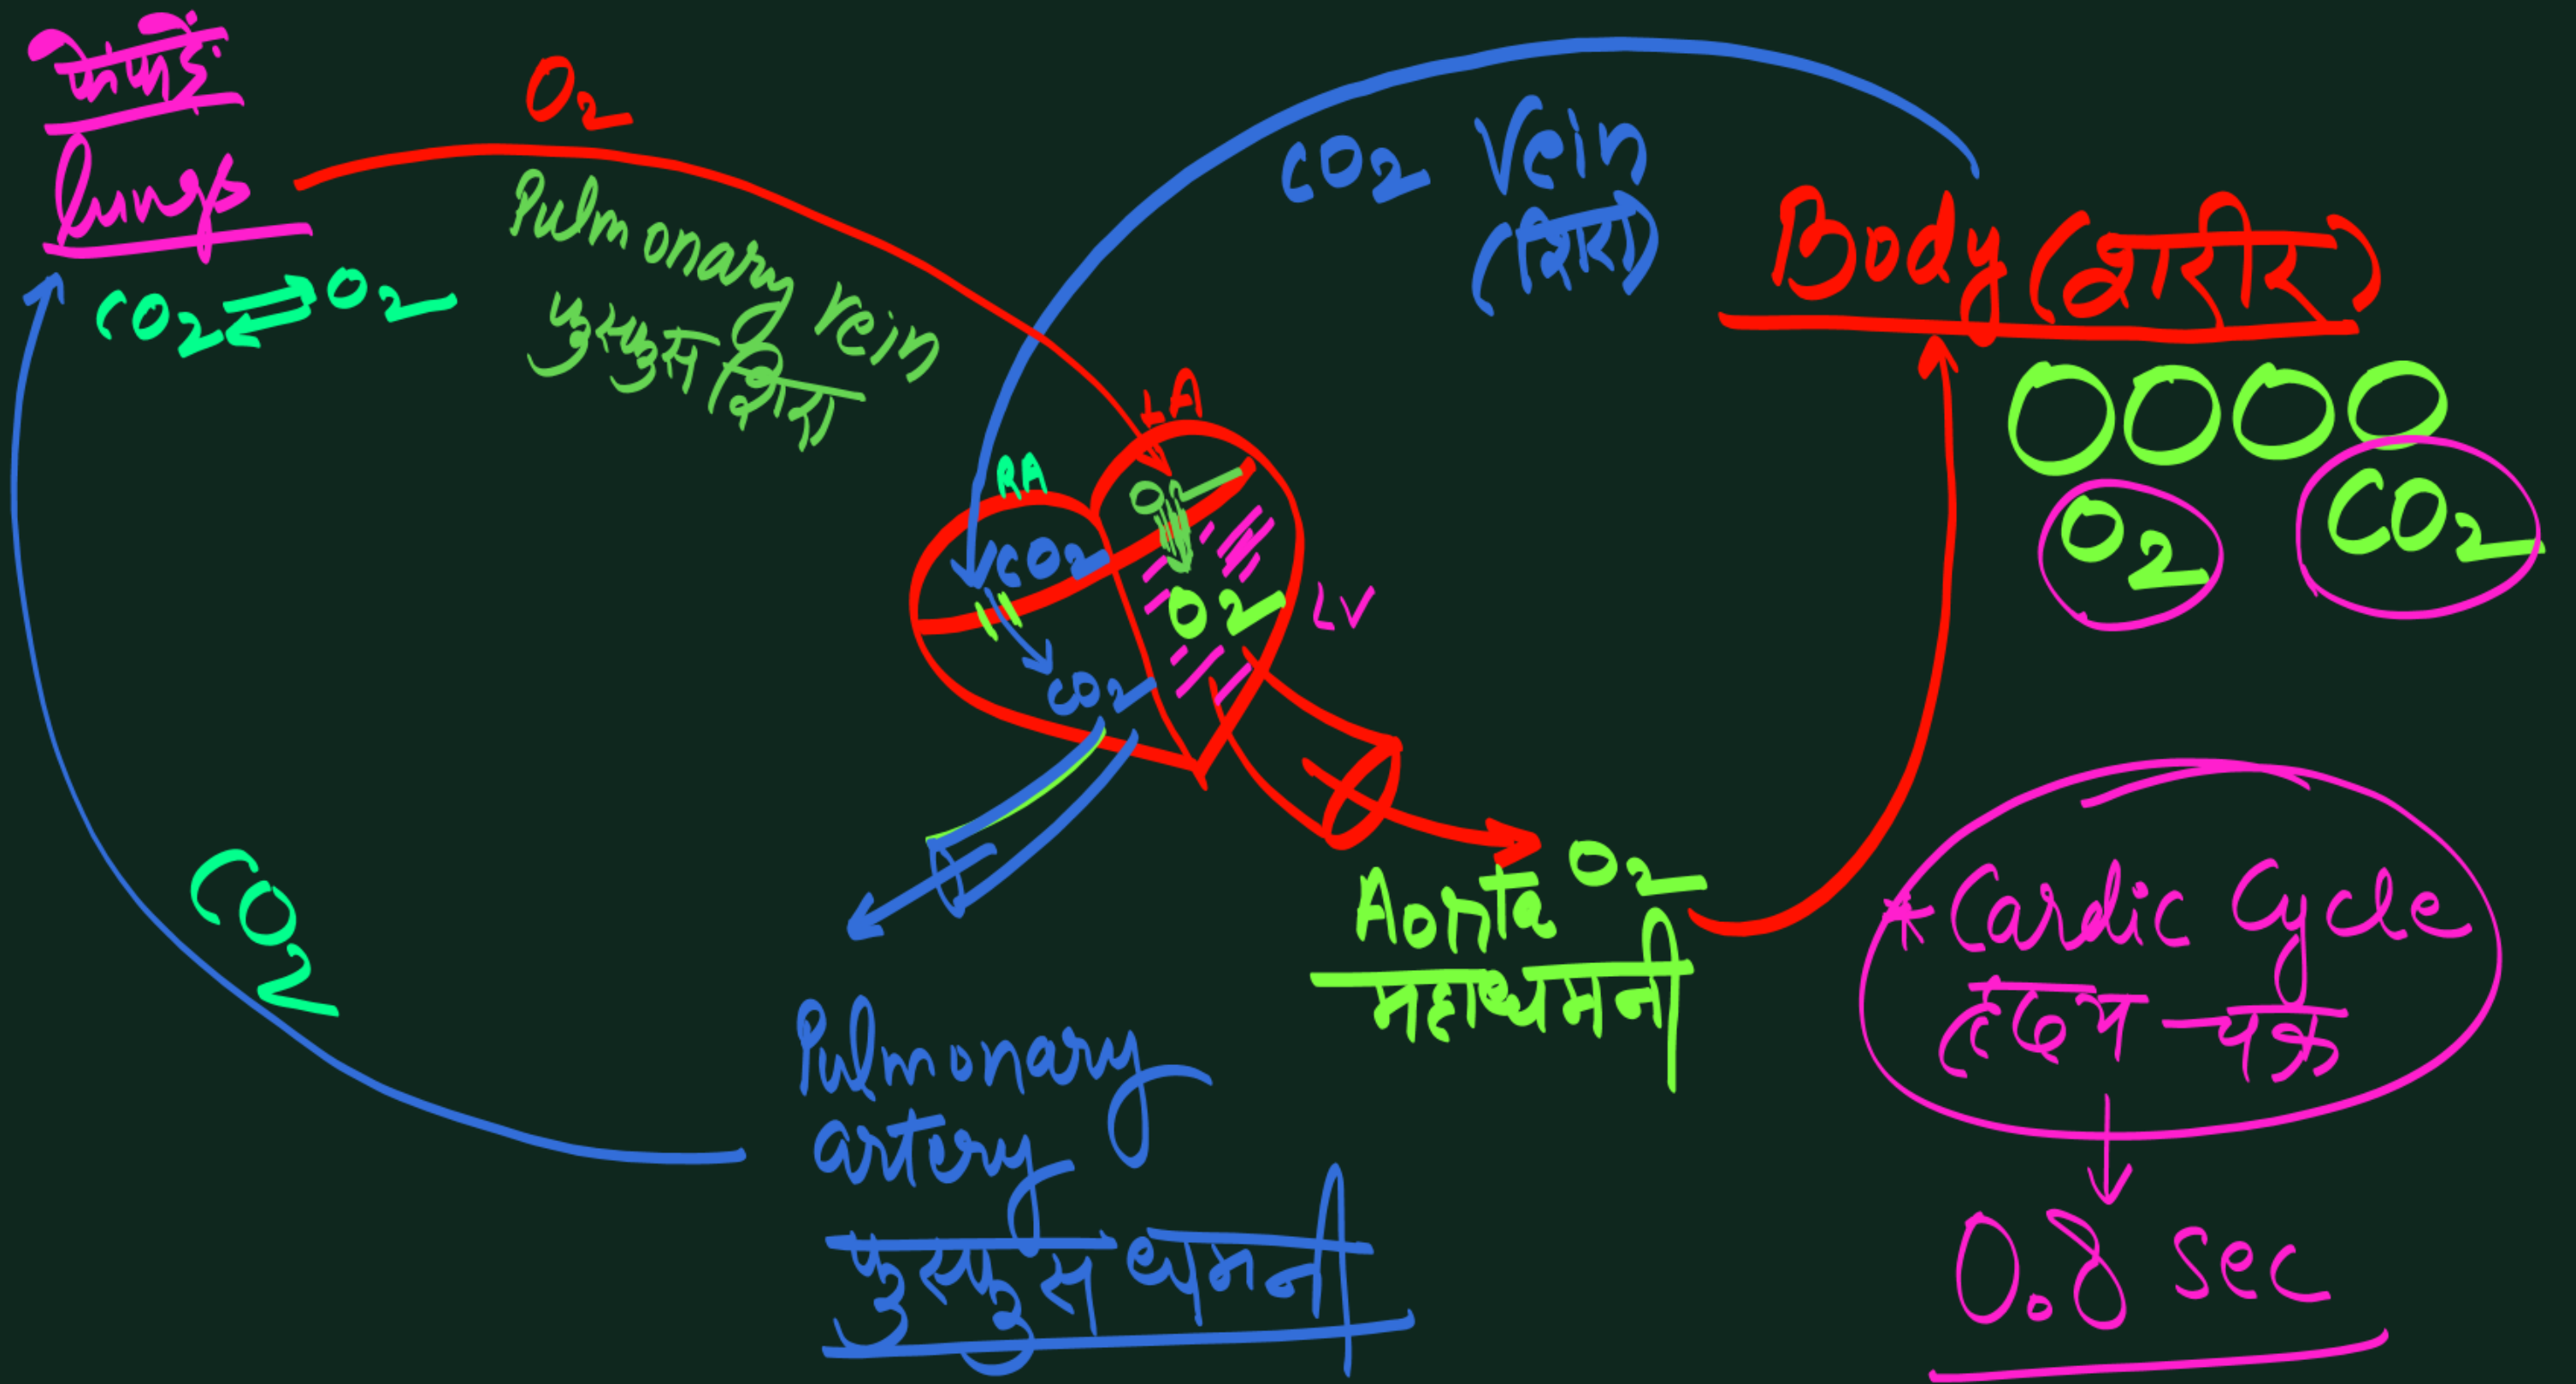 फेफड़े
lungs
CO2 ⇌ O2
O2
Pulmonary vein
फुस्फुस शिरा
CO2 Vein
(शिरा)
Body (शरीर)
O2
CO2
LA
RA
O2
CO2
O2
LV
CO2
CO2
Aorta O2
महाधमनी
Pulmonary
artery
फुस्फुस धमनी
* Cardic Cycle
हृदय - चक्र
0.8 sec